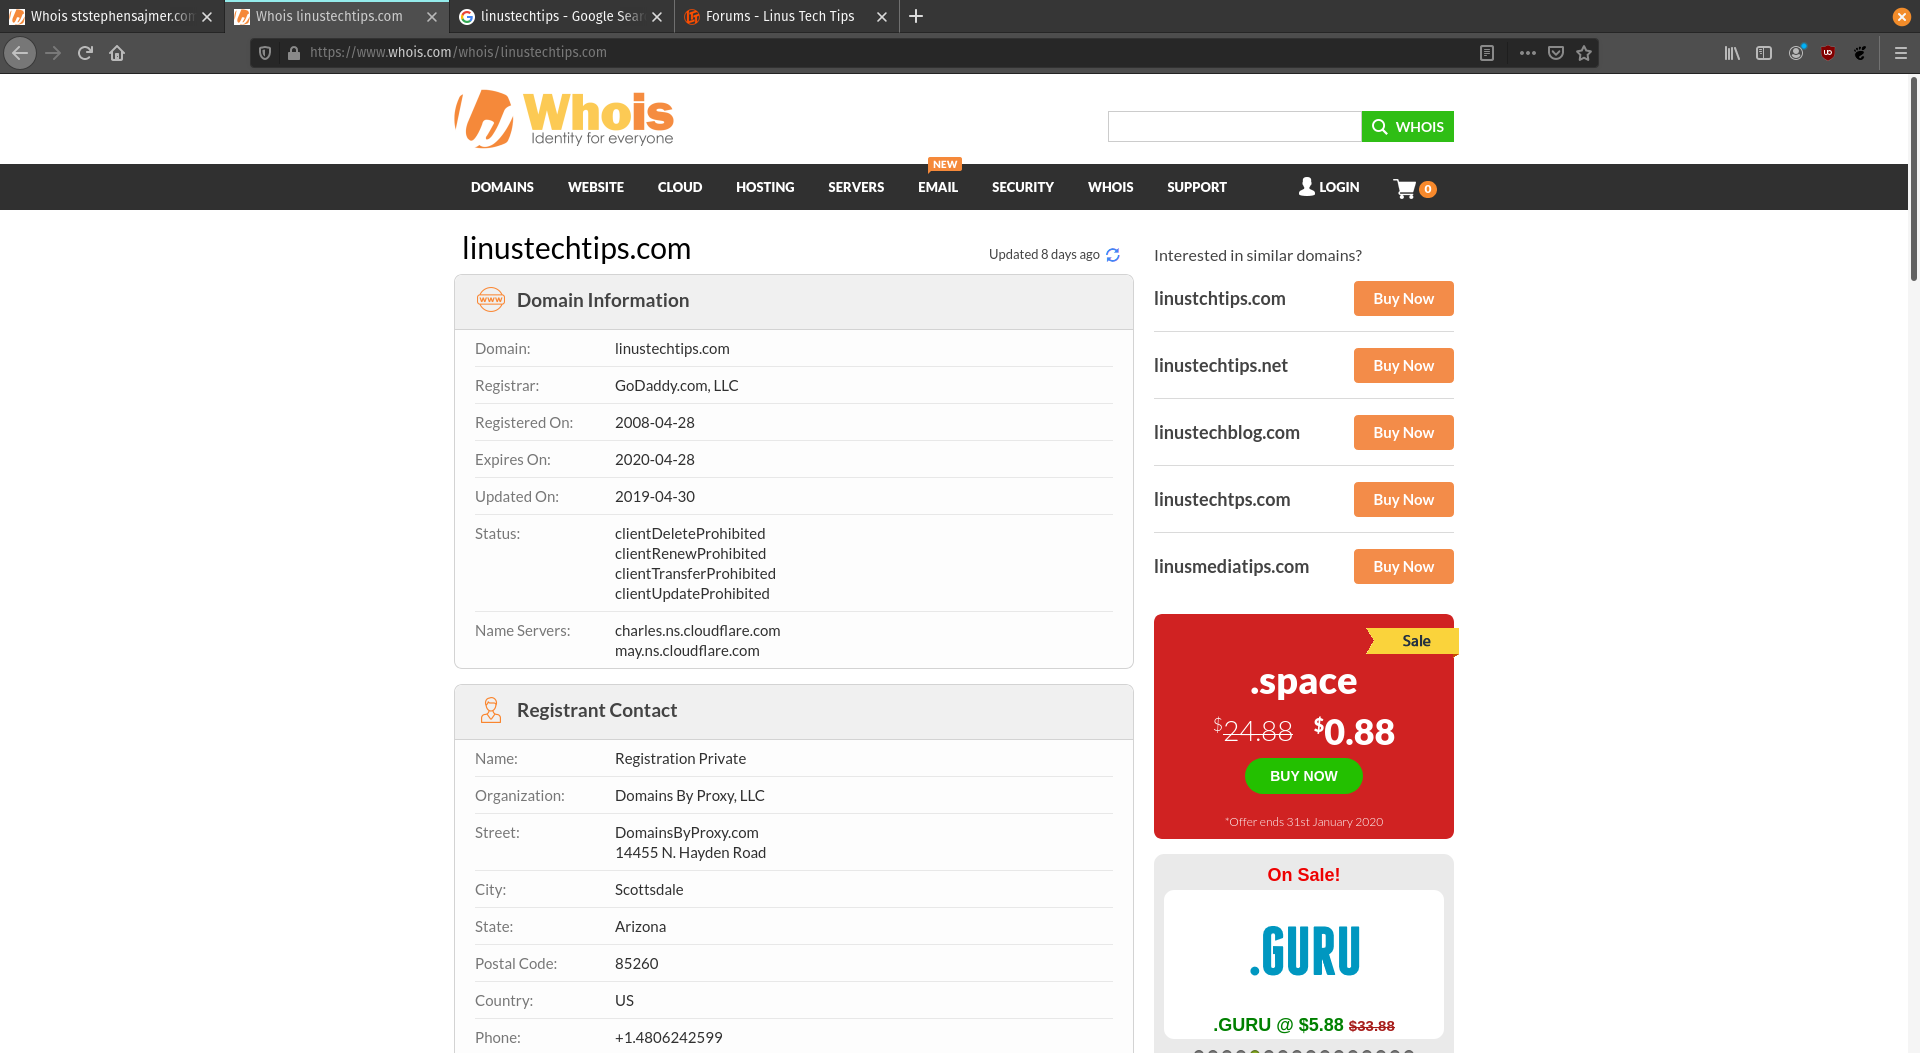 Whois ststephensajmer.com
Whois linustechtips.com
linustechtips - Google Sear
Forums - Linus Tech Tips
https://www.whois.com/whois/linustechtips.com
Whois
Identity for everyone
WHOIS
NEW
DOMAINS WEBSITE CLOUD HOSTING SERVERS EMAIL SECURITY WHOIS SUPPORT LOGIN 0
linustechtips.com
Updated 8 days ago
www Domain Information
Domain: linustechtips.com
Registrar: GoDaddy.com, LLC
Registered On: 2008-04-28
Expires On: 2020-04-28
Updated On: 2019-04-30
Status: clientDeleteProhibited
clientRenewProhibited
clientTransferProhibited
clientUpdateProhibited
Name Servers: charles.ns.cloudflare.com
may.ns.cloudflare.com
Registrant Contact
Name: Registration Private
Organization: Domains By Proxy, LLC
Street: DomainsByProxy.com
14455 N. Hayden Road
City: Scottsdale
State: Arizona
Postal Code: 85260
Country: US
Phone: +1.4806242599
Interested in similar domains?
linustchtips.com Buy Now
linustechtips.net Buy Now
linustechblog.com Buy Now
linustechtps.com Buy Now
linusmediatips.com Buy Now
Sale
.space
$24.88 $0.88
BUY NOW
*Offer ends 31st January 2020
On Sale!
.GURU
.GURU @ $5.88 $33.88